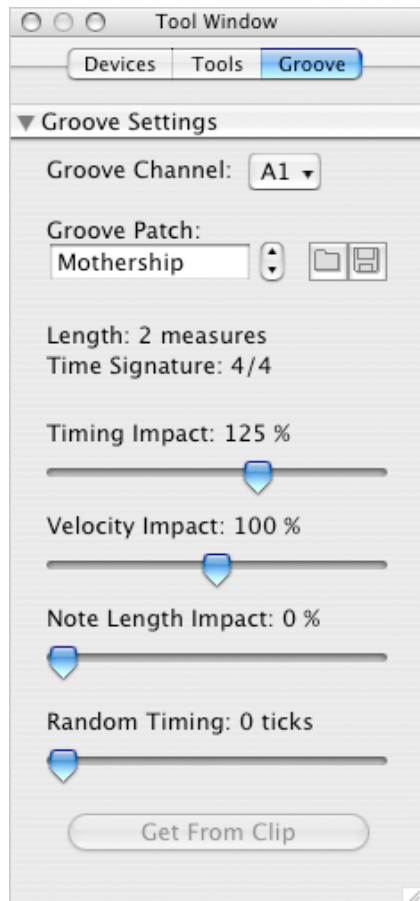 Tool Window
Devices Tools Groove
Groove Settings
Groove Channel: A1
Groove Patch:
Mothership
Length: 2 measures
Time Signature: 4/4
Timing Impact: 125 %
Velocity Impact: 100 %
Note Length Impact: 0 %
Random Timing: 0 ticks
Get From Clip